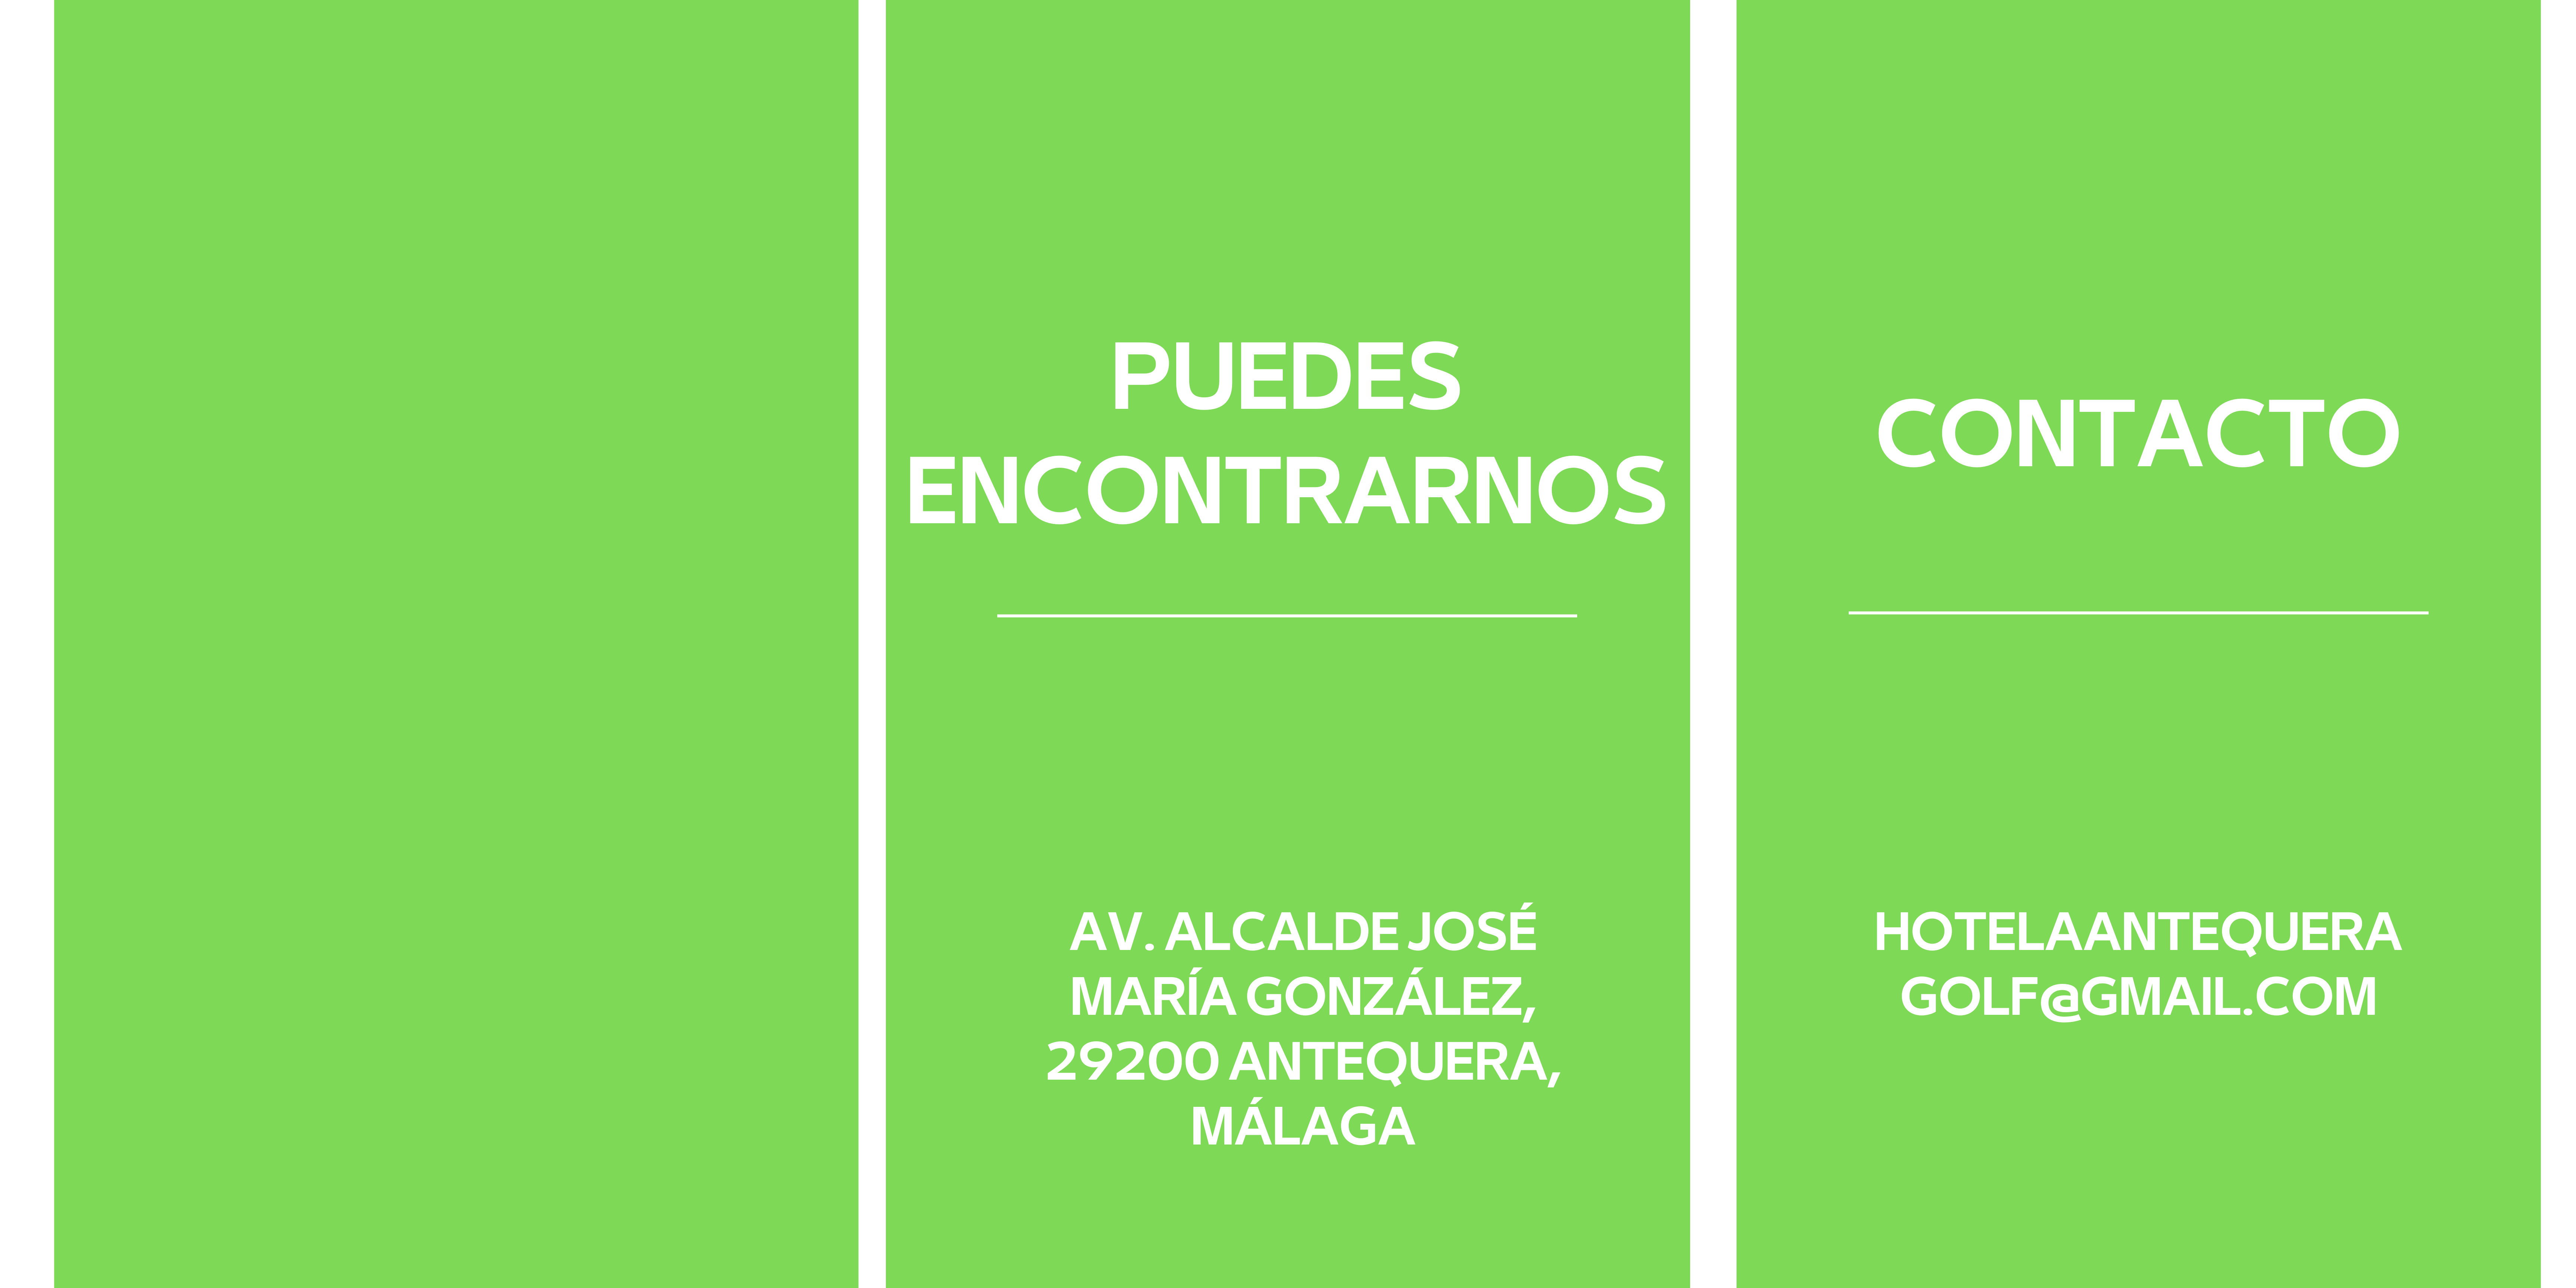 PUEDES
ENCONTRARNOS
AV. ALCALDE JOSÉ
MARÍA GONZÁLEZ,
29200 ANTEQUERA,
MÁLAGA
CONTACTO
HOTELAANTEQUERA
GOLF@GMAIL.COM